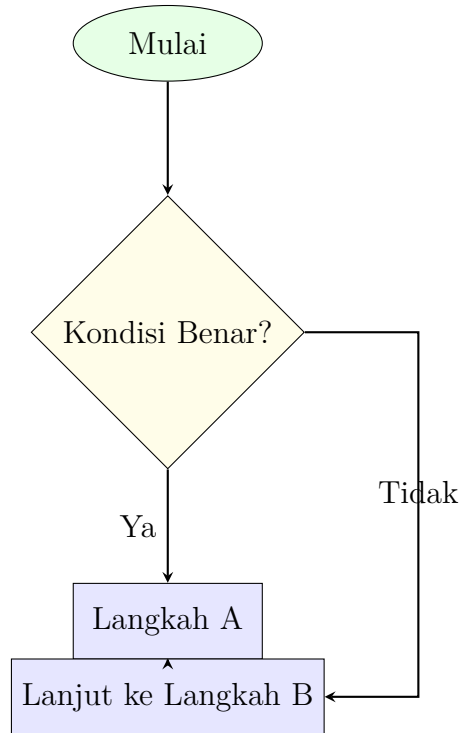 Mulai
Kondisi Benar?
Tidak
Ya
Langkah A
Lanjut ke Langkah B